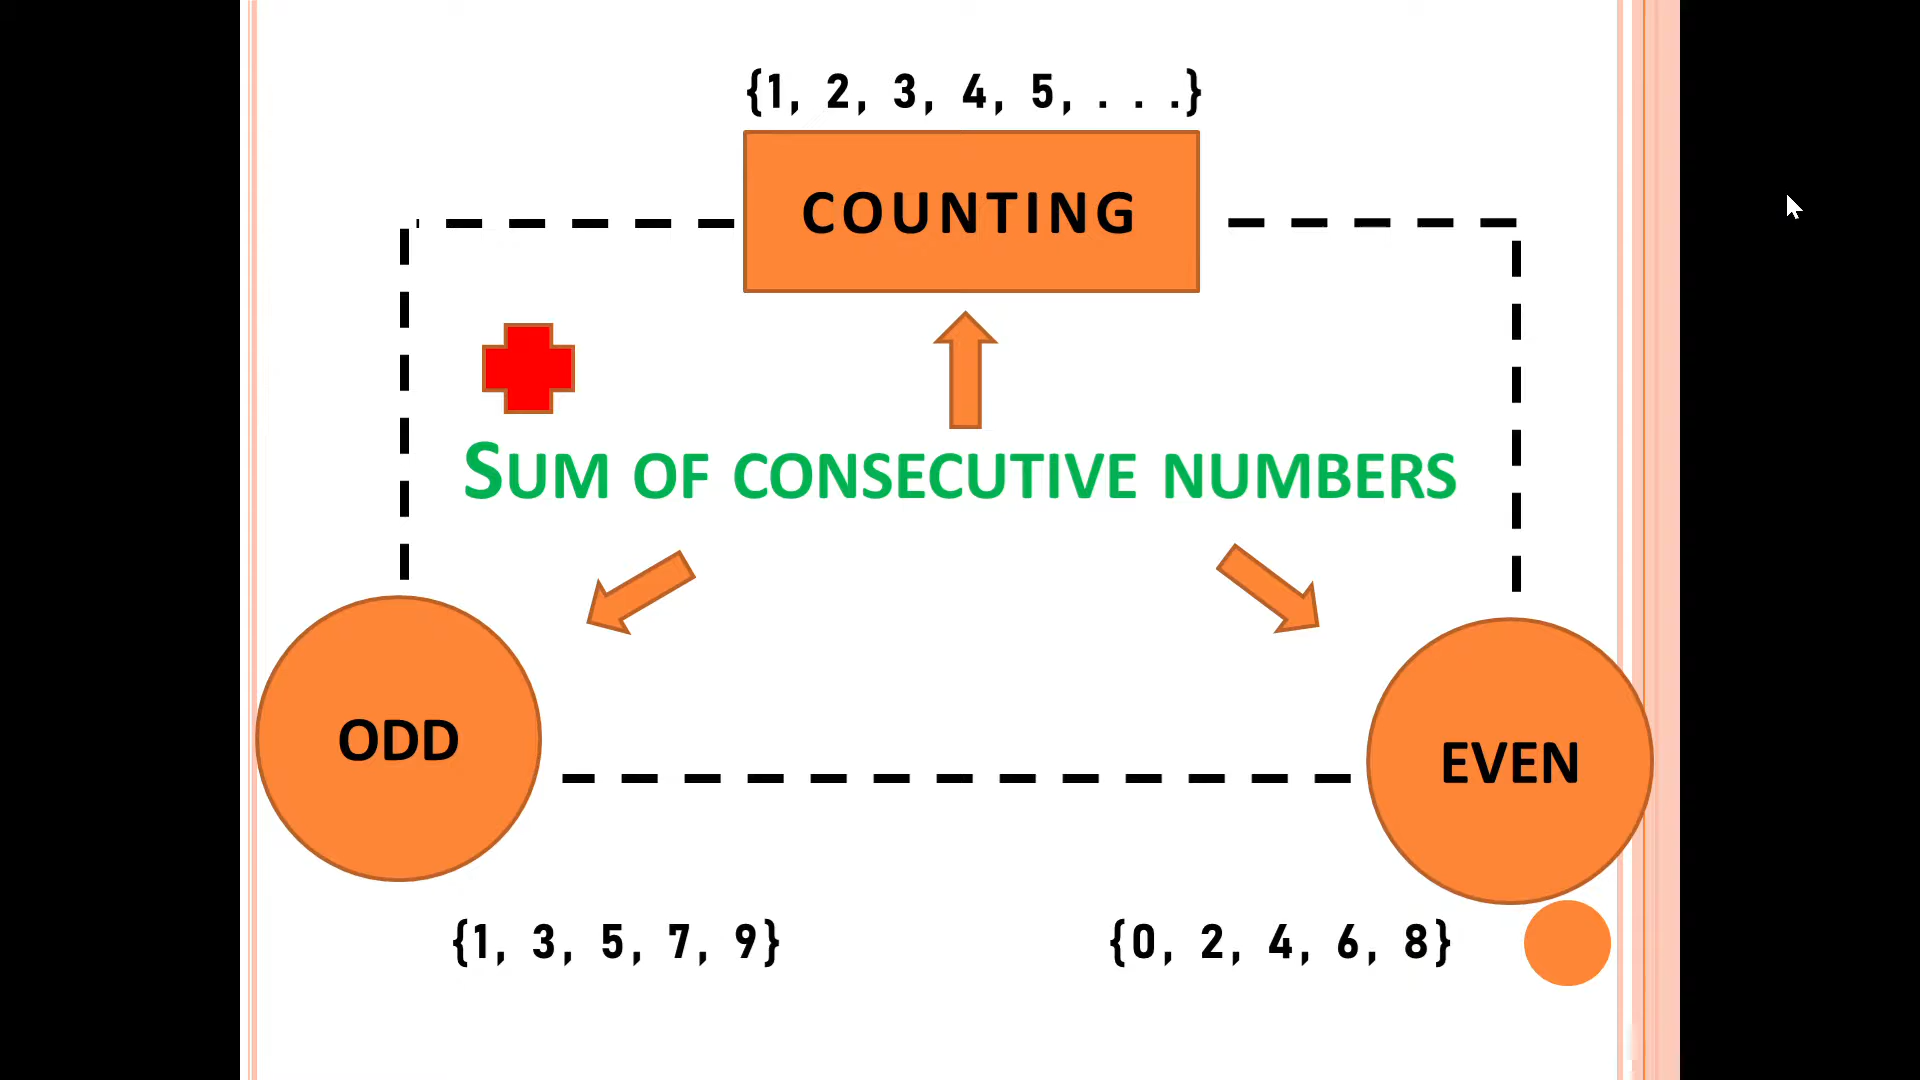 {1, 2, 3, 4, 5, . . .}
COUNTING
SUM OF CONSECUTIVE NUMBERS
ODD
EVEN
{1, 3, 5, 7, 9}
{0, 2, 4, 6, 8}